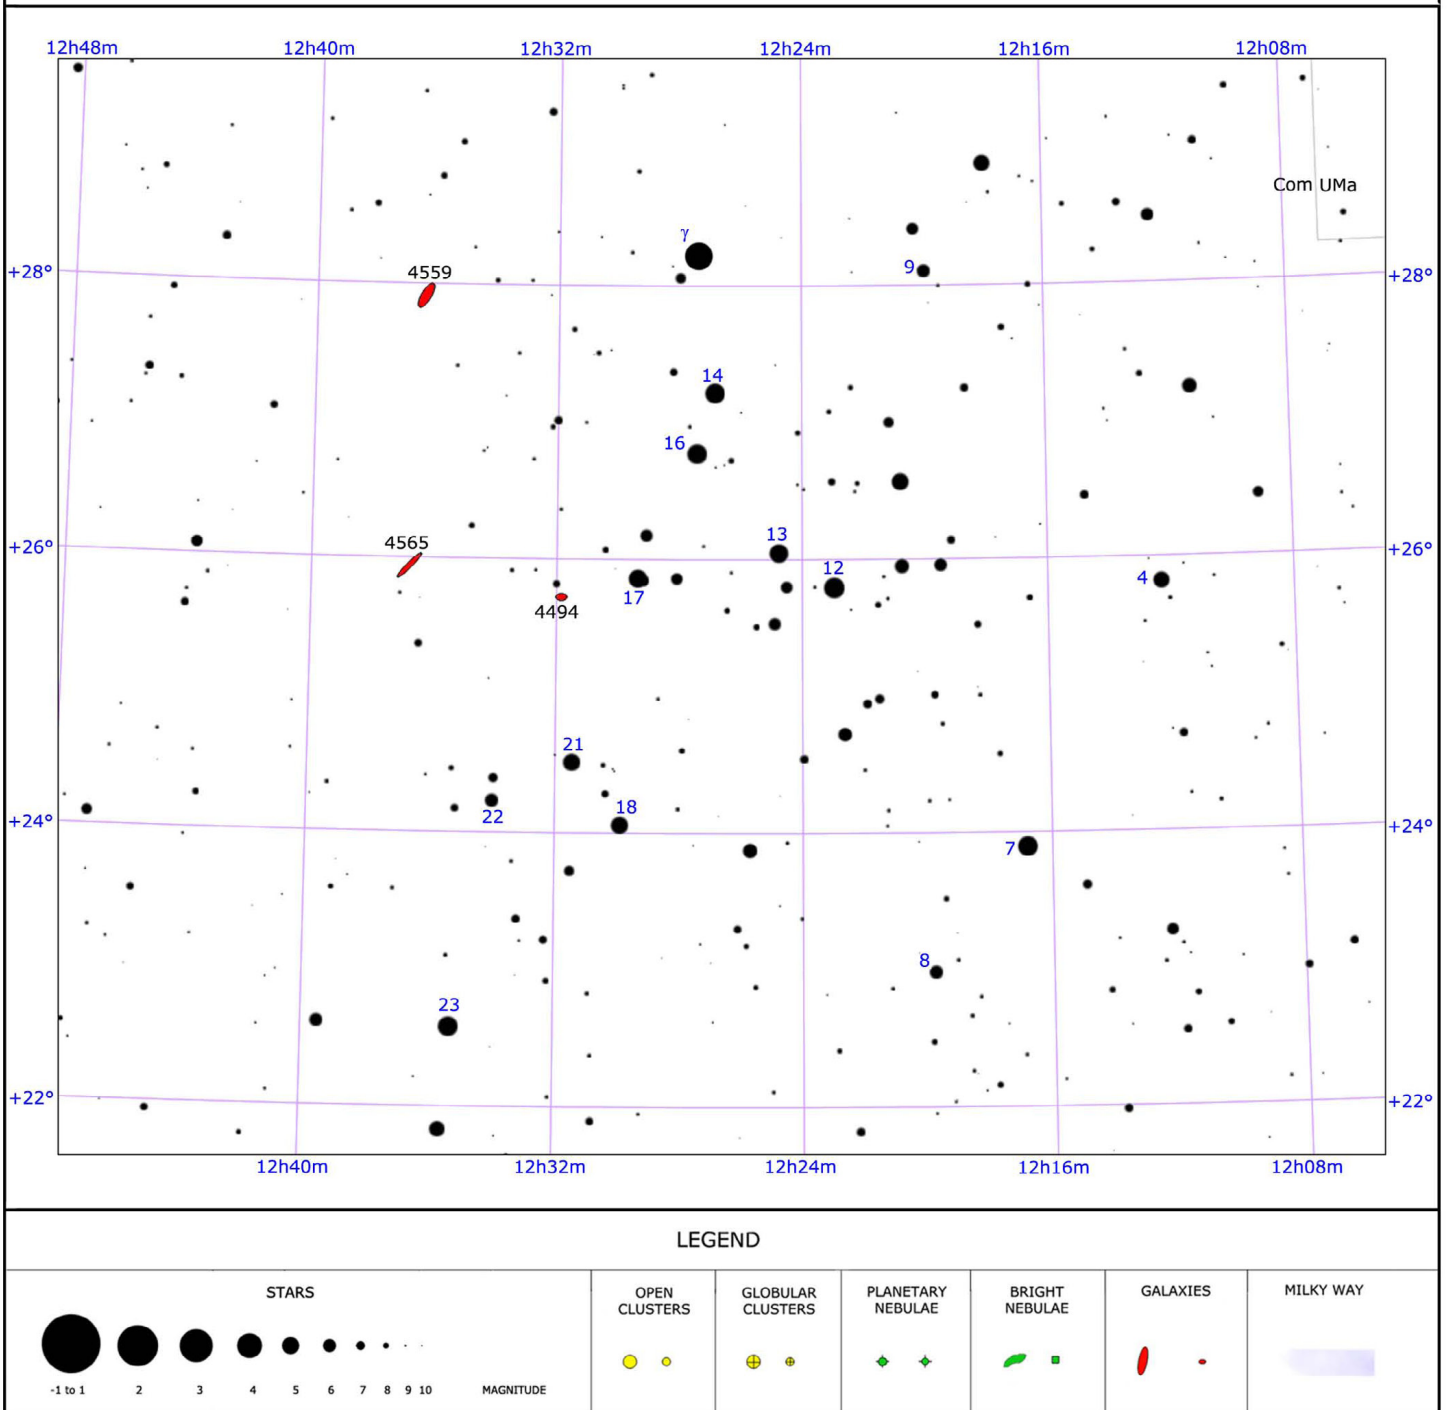 12h48m 12h40m 12h32m 12h24m 12h16m 12h08m
Com UMa
γ
+28° 4559 9 +28°
14
16
4565 13
+26° 12 4 +26°
17
4494
21
22 18
+24° +24°
7
8
23
+22° +22°
12h40m 12h32m 12h24m 12h16m 12h08m
LEGEND
STARS
-1 to 1 2 3 4 5 6 7 8 9 10 MAGNITUDE
OPEN
CLUSTERS
GLOBULAR
CLUSTERS
PLANETARY
NEBULAE
BRIGHT
NEBULAE
GALAXIES
MILKY WAY